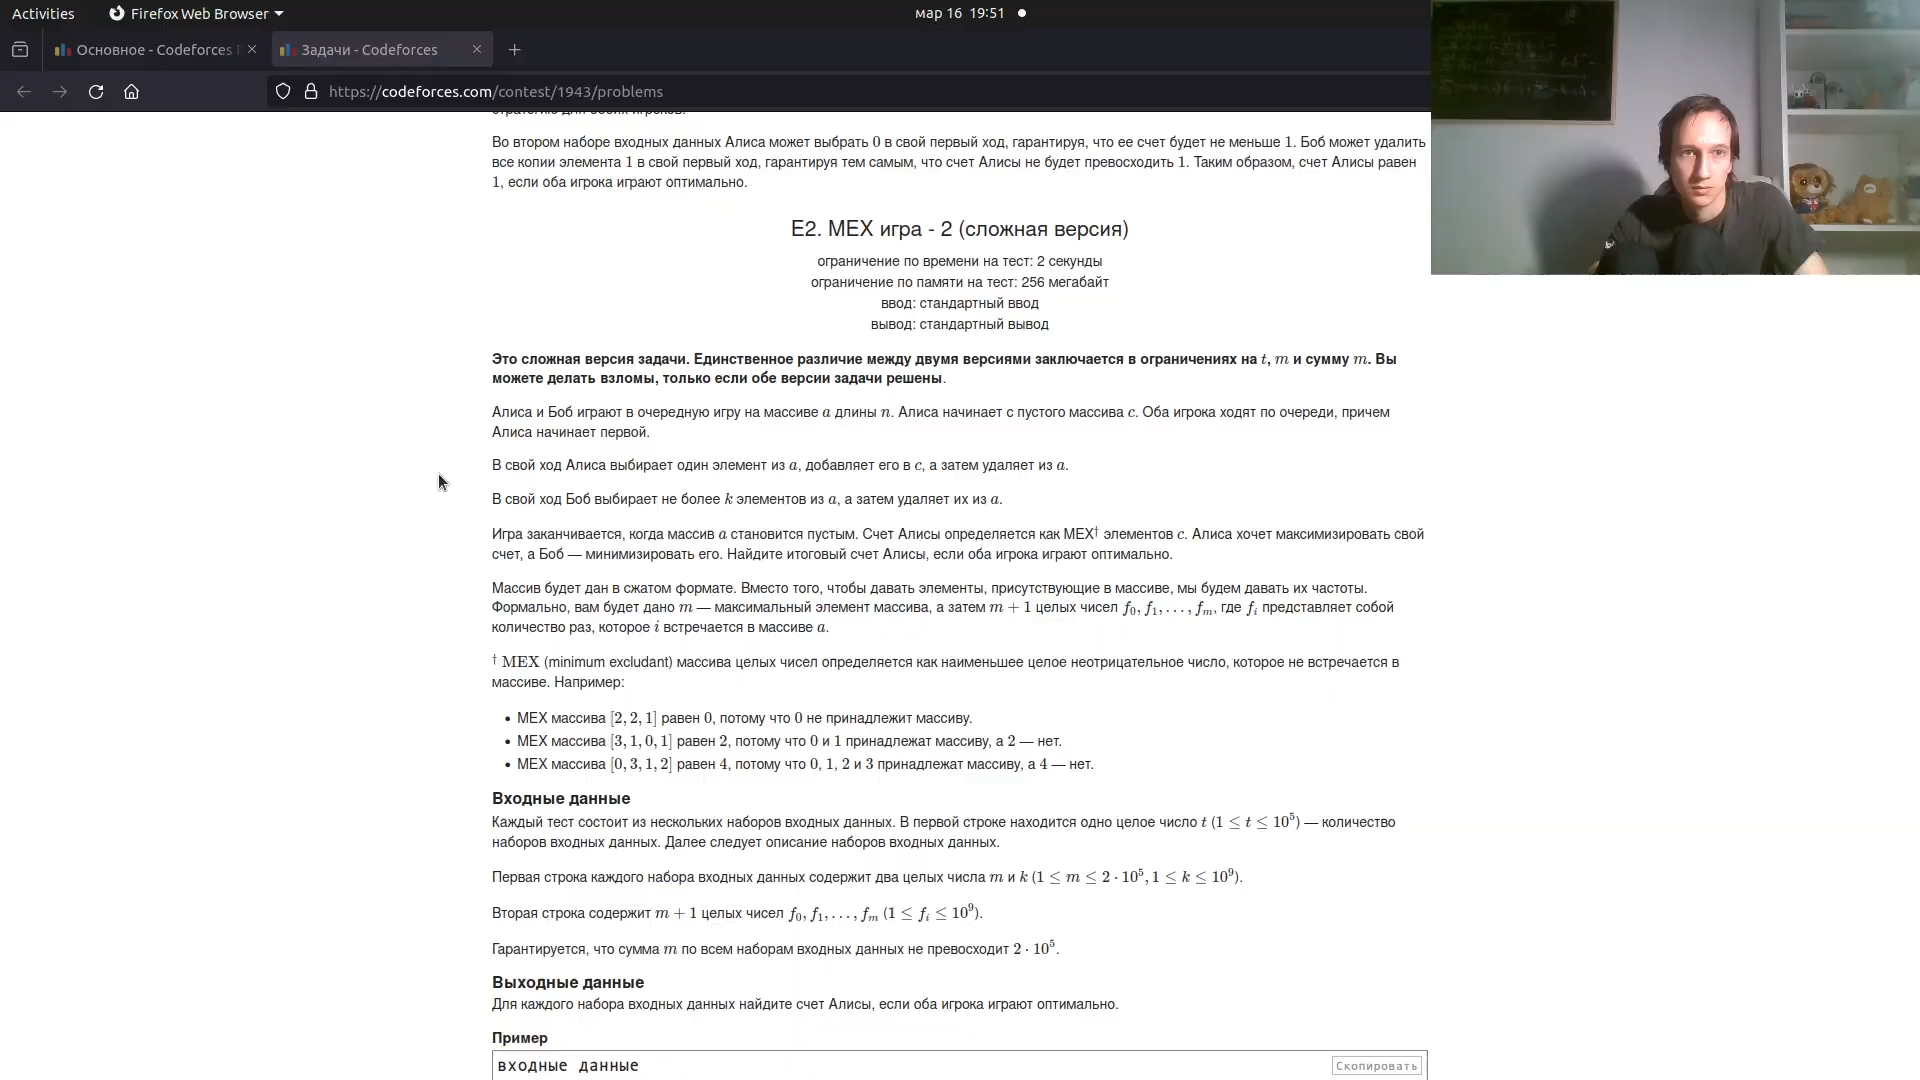 Activities
Firefox Web Browser
мар 16 19:51
Основное - Codeforces
Задачи - Codeforces
https://codeforces.com/contest/1943/problems
стратегию для обоих игроков.
Во втором наборе входных данных Алиса может выбрать 0 в свой первый ход, гарантируя, что ее счет будет не меньше 1. Боб может удалить
все копии элемента 1 в свой первый ход, гарантируя тем самым, что счет Алисы не будет превосходить 1. Таким образом, счет Алисы равен
1, если оба игрока играют оптимально.
E2. MEX игра - 2 (сложная версия)
ограничение по времени на тест: 2 секунды
ограничение по памяти на тест: 256 мегабайт
ввод: стандартный ввод
вывод: стандартный вывод
Это сложная версия задачи. Единственное различие между двумя версиями заключается в ограничениях на t, m и сумму m. Вы
можете делать взломы, только если обе версии задачи решены.
Алиса и Боб играют в очередную игру на массиве a длины n. Алиса начинает с пустого массива c. Оба игрока ходят по очереди, причем
Алиса начинает первой.
В свой ход Алиса выбирает один элемент из a, добавляет его в c, а затем удаляет из a.
В свой ход Боб выбирает не более k элементов из a, а затем удаляет их из a.
Игра заканчивается, когда массив a становится пустым. Счет Алисы определяется как MEX† элементов c. Алиса хочет максимизировать свой
счет, а Боб — минимизировать его. Найдите итоговый счет Алисы, если оба игрока играют оптимально.
Массив будет дан в сжатом формате. Вместо того, чтобы давать элементы, присутствующие в массиве, мы будем давать их частоты.
Формально, вам будет дано m — максимальный элемент массива, а затем m + 1 целых чисел f₀, f₁, . . . , fₘ, где fᵢ представляет собой
количество раз, которое i встречается в массиве a.
† MEX (minimum excludant) массива целых чисел определяется как наименьшее целое неотрицательное число, которое не встречается в
массиве. Например:
• MEX массива [2, 2, 1] равен 0, потому что 0 не принадлежит массиву.
• MEX массива [3, 1, 0, 1] равен 2, потому что 0 и 1 принадлежат массиву, а 2 — нет.
• MEX массива [0, 3, 1, 2] равен 4, потому что 0, 1, 2 и 3 принадлежат массиву, а 4 — нет.
Входные данные
Каждый тест состоит из нескольких наборов входных данных. В первой строке находится одно целое число t (1 ≤ t ≤ 10⁵) — количество
наборов входных данных. Далее следует описание наборов входных данных.
Первая строка каждого набора входных данных содержит два целых числа m и k (1 ≤ m ≤ 2 · 10⁵, 1 ≤ k ≤ 10⁹).
Вторая строка содержит m + 1 целых чисел f₀, f₁, . . . , fₘ (1 ≤ fᵢ ≤ 10⁹).
Гарантируется, что сумма m по всем наборам входных данных не превосходит 2 · 10⁵.
Выходные данные
Для каждого набора входных данных найдите счет Алисы, если оба игрока играют оптимально.
Пример
входные данные
Скопировать